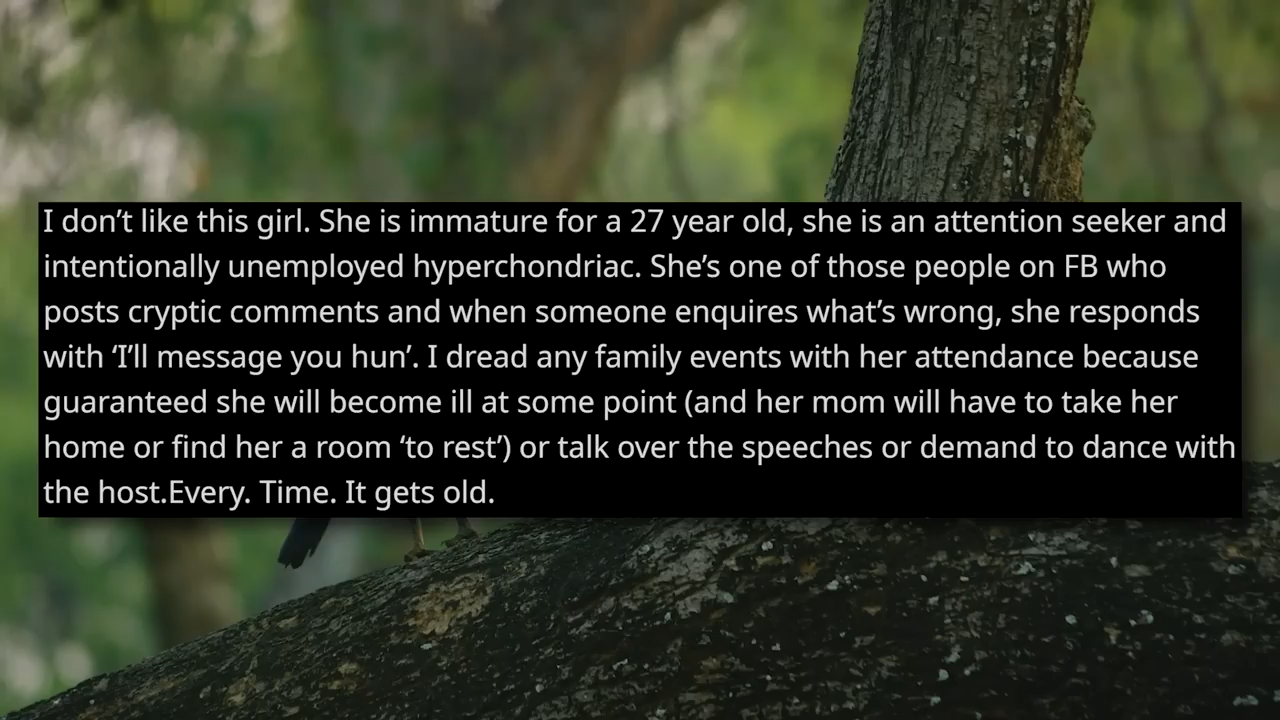 I don’t like this girl. She is immature for a 27 year old, she is an attention seeker and
intentionally unemployed hyperchondriac. She’s one of those people on FB who
posts cryptic comments and when someone enquires what’s wrong, she responds
with ‘I’ll message you hun’. I dread any family events with her attendance because
guaranteed she will become ill at some point (and her mom will have to take her
home or find her a room ‘to rest’) or talk over the speeches or demand to dance with
the host.Every. Time. It gets old.